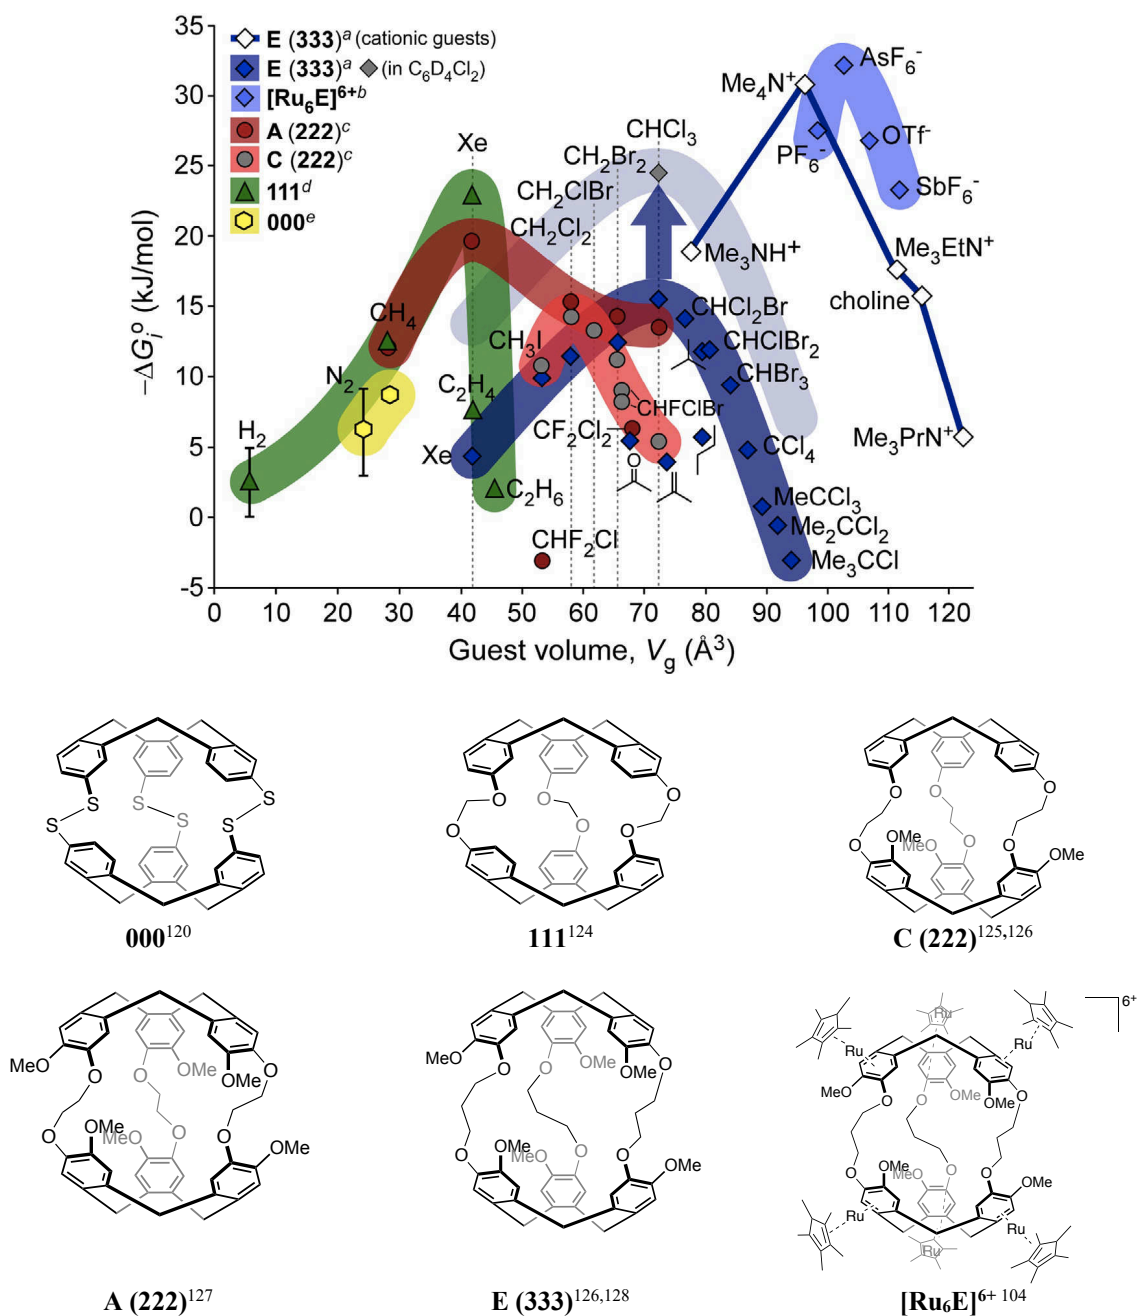 35
30
25
20
15
10
5
0
-5
−ΔGᵢ° (kJ/mol)
E (333)ᵃ (cationic guests)
E (333)ᵃ (in C₆D₄Cl₂)
[Ru₆E]⁶⁺ᵇ
A (222)ᶜ
C (222)ᶜ
111ᵈ
000ᵉ
Xe
CHCl₃
CH₂Br₂
CH₂ClBr
CH₂Cl₂
Me₄N⁺
AsF₆⁻
PF₆⁻
OTf⁻
SbF₆⁻
Me₃NH⁺
Me₃EtN⁺
choline
Me₃PrN⁺
CH₄
N₂
H₂
CH₃I
C₂H₄
Xe
C₂H₆
CHF₂Cl
CF₂Cl₂
CHFClBr
O
CHCl₂Br
CHClBr₂
CHBr₃
CCl₄
MeCCl₃
Me₂CCl₂
Me₃CCl
0 10 20 30 40 50 60 70 80 90 100 110 120
Guest volume, V_g (Å³)
S S S S S S
000¹²⁰
O O O O O O
111¹²⁴
O O O O O O
OMe MeO OMe
C (222)¹²⁵,¹²⁶
MeO OMe OMe
O O O O O O
OMe MeO OMe
A (222)¹²⁷
MeO OMe OMe
O O O O O O
OMe MeO OMe
E (333)¹²⁶,¹²⁸
6+
Ru Ru Ru
MeO OMe OMe
O O O O O O
OMe MeO OMe
Ru Ru Ru
[Ru₆E]⁶⁺ ¹⁰⁴